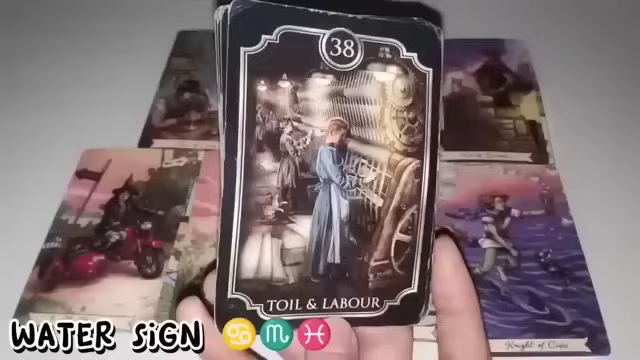 38
TOIL & LABOUR
Knight of Cups
WATER SiGN ♋♏♓